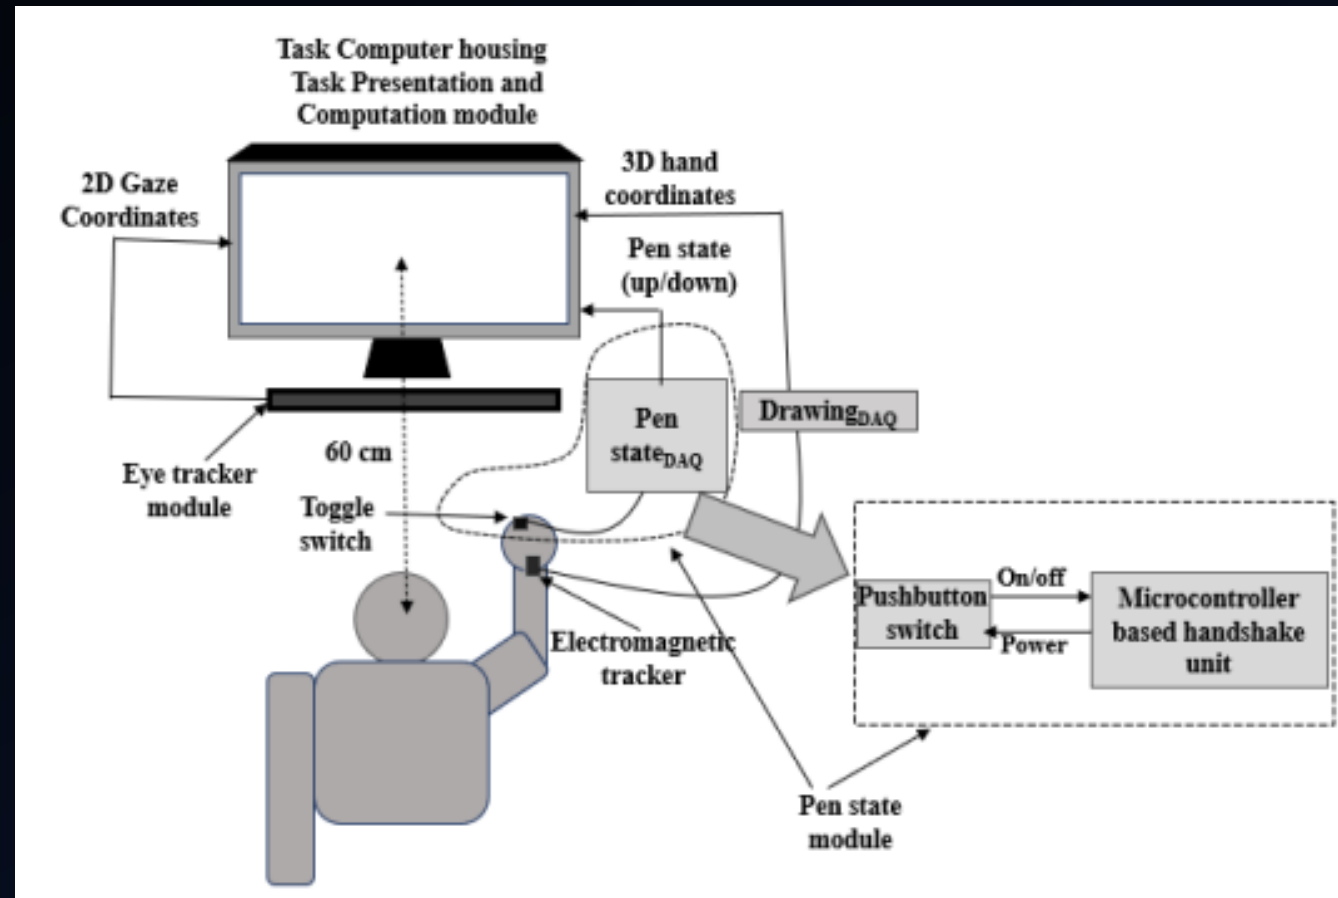 Task Computer housing
Task Presentation and
Computation module
2D Gaze
Coordinates
3D hand
coordinates
Pen state
(up/down)
Pen
stateDAQ
DrawingDAQ
60 cm
Eye tracker
module
Toggle
switch
Electromagnetic
tracker
Pushbutton
switch
On/off
Power
Microcontroller
based handshake
unit
Pen state
module